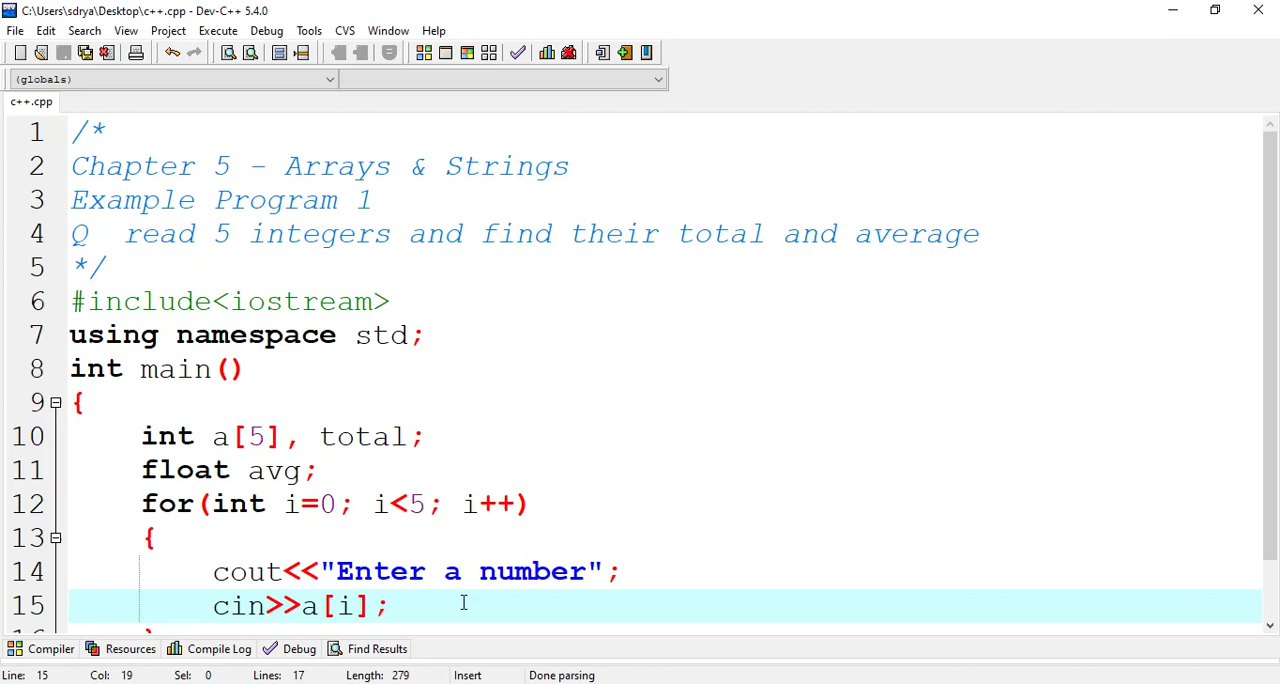 C:\Users\sdrya\Desktop\c++.cpp - Dev-C++ 5.4.0
File Edit Search View Project Execute Debug Tools CVS Window Help
(globals)
c++.cpp
1 /*
2 Chapter 5 - Arrays & Strings
3 Example Program 1
4 Q  read 5 integers and find their total and average
5 */
6 #include<iostream>
7 using namespace std;
8 int main()
9 {
10     int a[5], total;
11     float avg;
12     for(int i=0; i<5; i++)
13     {
14         cout<<"Enter a number";
15         cin>>a[i];
16     }
Compiler Resources Compile Log Debug Find Results
Line: 15 Col: 19 Sel: 0 Lines: 17 Length: 279 Insert Done parsing